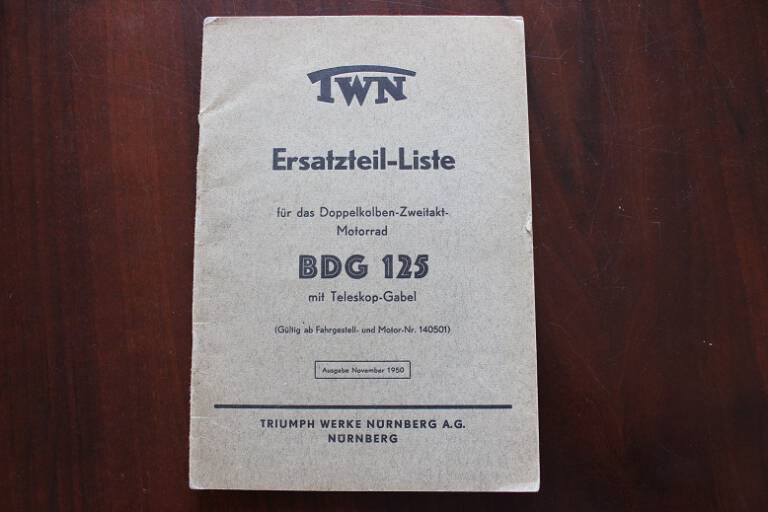 TWN
Ersatzteil-Liste
für das Doppelkolben-Zweitakt-
Motorrad
BDG 125
mit Teleskop-Gabel
(Gültig ab Fahrgestell- und Motor-Nr. 140501)
Ausgabe November 1950
TRIUMPH WERKE NÜRNBERG A.G.
NÜRNBERG